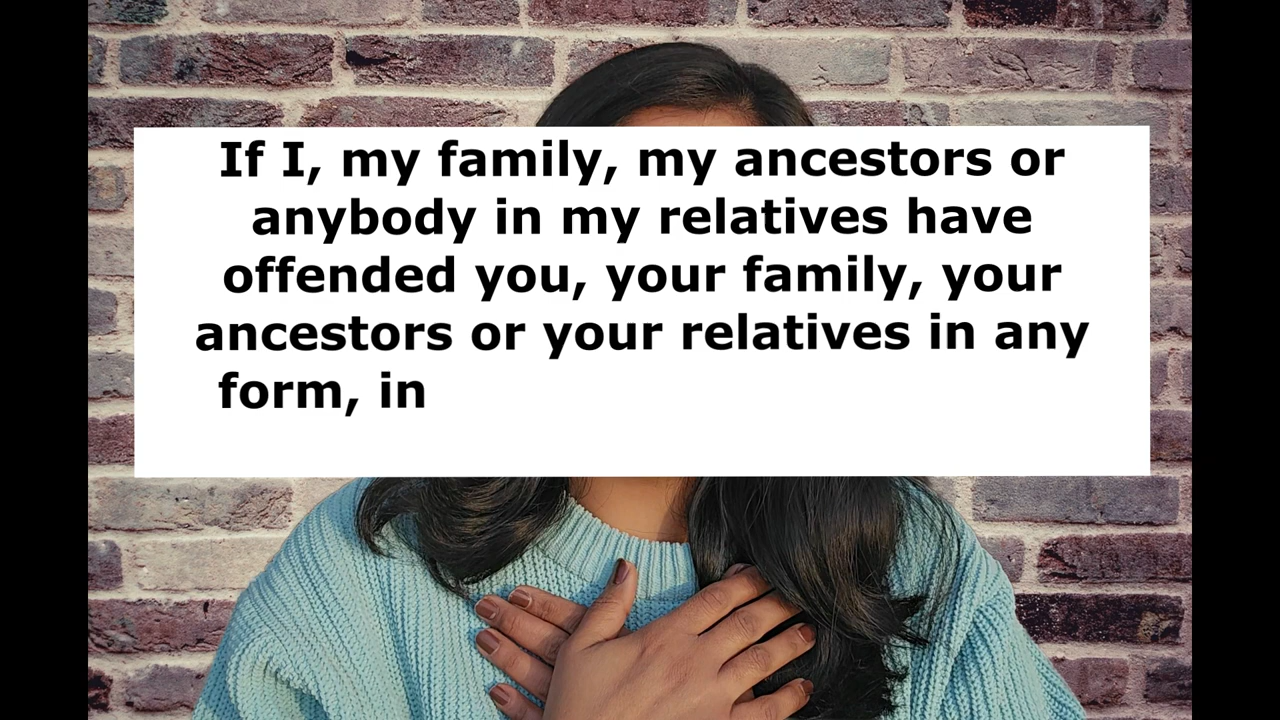 If I, my family, my ancestors or
anybody in my relatives have
offended you, your family, your
ancestors or your relatives in any
form, in